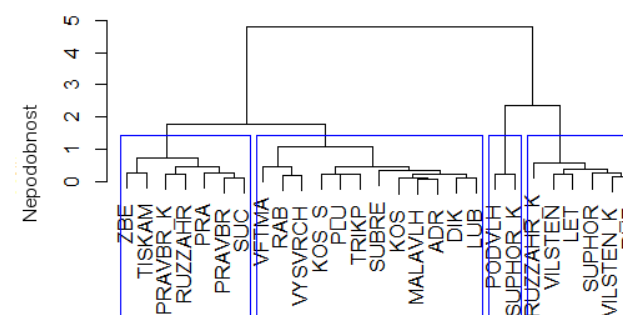 Nepodobnost
5
4
3
2
1
0
ZBE
TISKAM
PRAVBR_K
RUZZAHR
PRA
PRAVBR
SUC
VFTMA
RAB
VYSVRCH
KOS_S
TRIKP
SUBRE
KOS
MALAVLH
ADR
DIK
LUB
PODVLH
SUPHOR_K
RUZZAHR_K
VILSTEN
LET
SUPHOR
VILSTEN_K